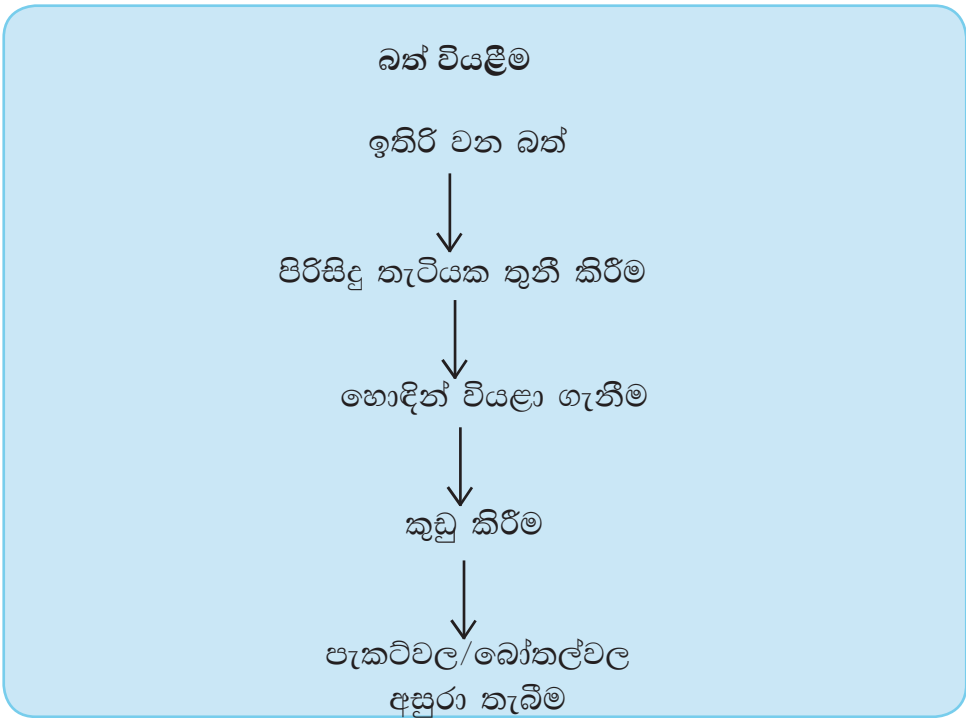 බත් වියළීම
ඉතිරි වන බත්
පිරිසිදු තැටියක තුනී කිරීම
හොඳින් වියළා ගැනීම
කුඩු කිරීම
පැකට්වල/බෝතල්වල
අසුරා තැබීම